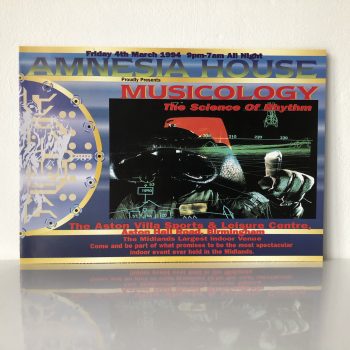 Friday 4th March 1994 9pm-7am All Night
AMNESIA HOUSE
Proudly Presents
MUSICOLOGY
The Science Of Rhythm
The Aston Villa Sports & Leisure Centre,
Aston Hall Road, Birmingham
The Midlands Largest Indoor Venue
Come and be part of what promises to be the most spectacular
indoor event ever held in the Midlands.